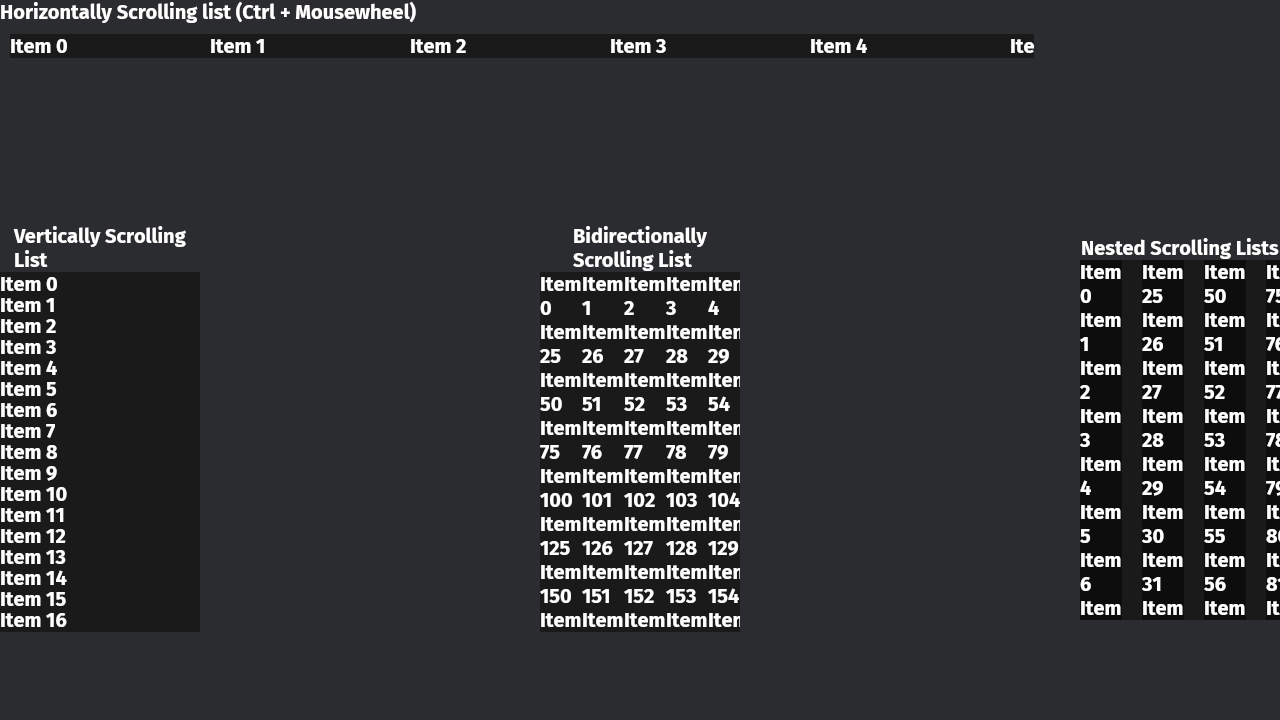 Horizontally Scrolling list (Ctrl + Mousewheel)
Item 0 Item 1 Item 2 Item 3 Item 4 Ite
Vertically Scrolling
List
Item 0
Item 1
Item 2
Item 3
Item 4
Item 5
Item 6
Item 7
Item 8
Item 9
Item 10
Item 11
Item 12
Item 13
Item 14
Item 15
Item 16
Bidirectionally
Scrolling List
Item Item Item Item Item
0 1 2 3 4
Item Item Item Item Item
25 26 27 28 29
Item Item Item Item Item
50 51 52 53 54
Item Item Item Item Item
75 76 77 78 79
Item Item Item Item Item
100 101 102 103 104
Item Item Item Item Item
125 126 127 128 129
Item Item Item Item Item
150 151 152 153 154
Item Item Item Item Item
Nested Scrolling Lists
Item Item Item It
0 25 50 75
Item Item Item It
1 26 51 76
Item Item Item It
2 27 52 77
Item Item Item It
3 28 53 78
Item Item Item It
4 29 54 79
Item Item Item It
5 30 55 80
Item Item Item It
6 31 56 81
Item Item Item It